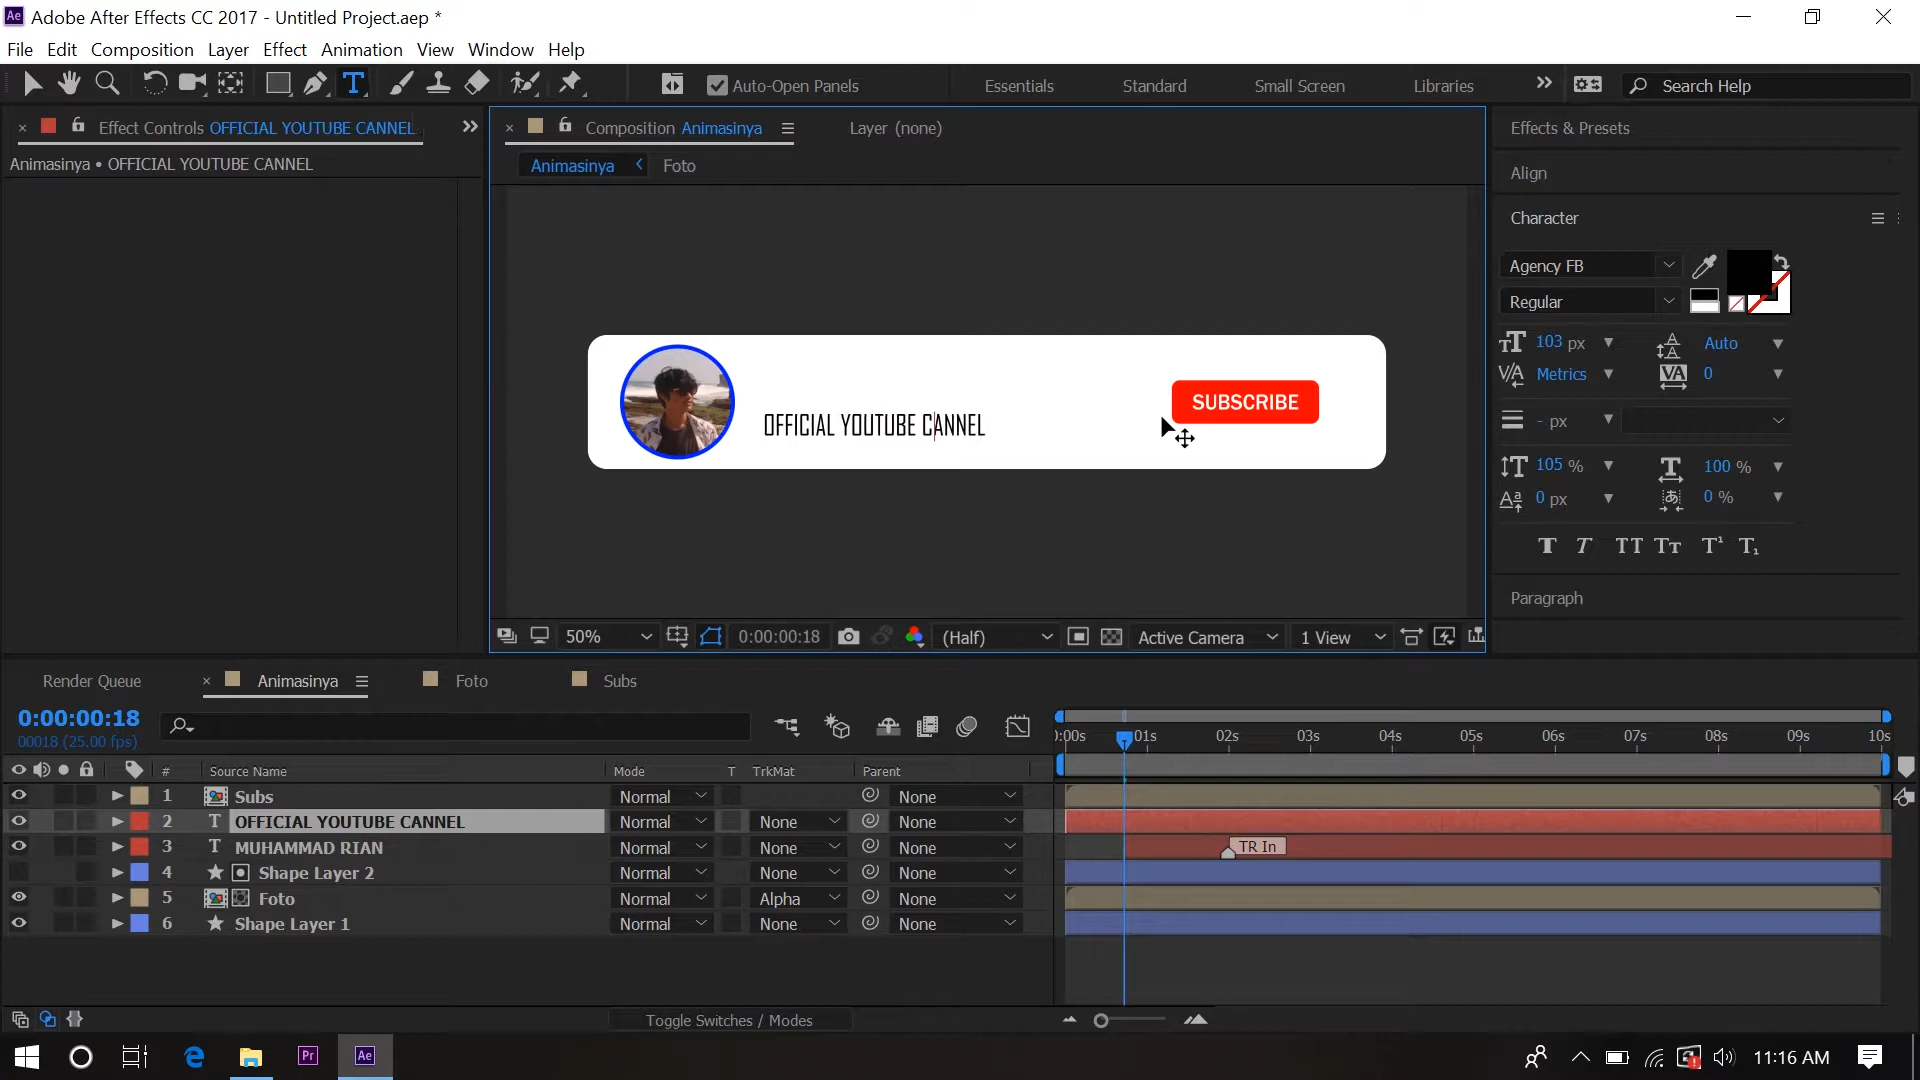 Adobe After Effects CC 2017 - Untitled Project.aep *
File Edit Composition Layer Effect Animation View Window Help
Auto-Open Panels
Essentials Standard Small Screen Libraries
Search Help
Effect Controls OFFICIAL YOUTUBE CANNEL
Animasinya • OFFICIAL YOUTUBE CANNEL
Composition Animasinya
Layer (none)
Animasinya Foto
OFFICIAL YOUTUBE CANNEL
SUBSCRIBE
50% 0:00:00:18 (Half) Active Camera 1 View
Effects & Presets
Align
Character
Agency FB
Regular
103 px Auto
Metrics 0
- px
105 % 100 %
0 px 0 %
Paragraph
Render Queue Animasinya Foto Subs
0:00:00:18
00018 (25.00 fps)
):00s 01s 02s 03s 04s 05s 06s 07s 08s 09s 10s
# Source Name Mode T TrkMat Parent
1 Subs Normal None
2 OFFICIAL YOUTUBE CANNEL Normal None None
3 MUHAMMAD RIAN Normal None None
TR In
4 Shape Layer 2 Normal None None
5 Foto Normal Alpha None
6 Shape Layer 1 Normal None None
Toggle Switches / Modes
11:16 AM